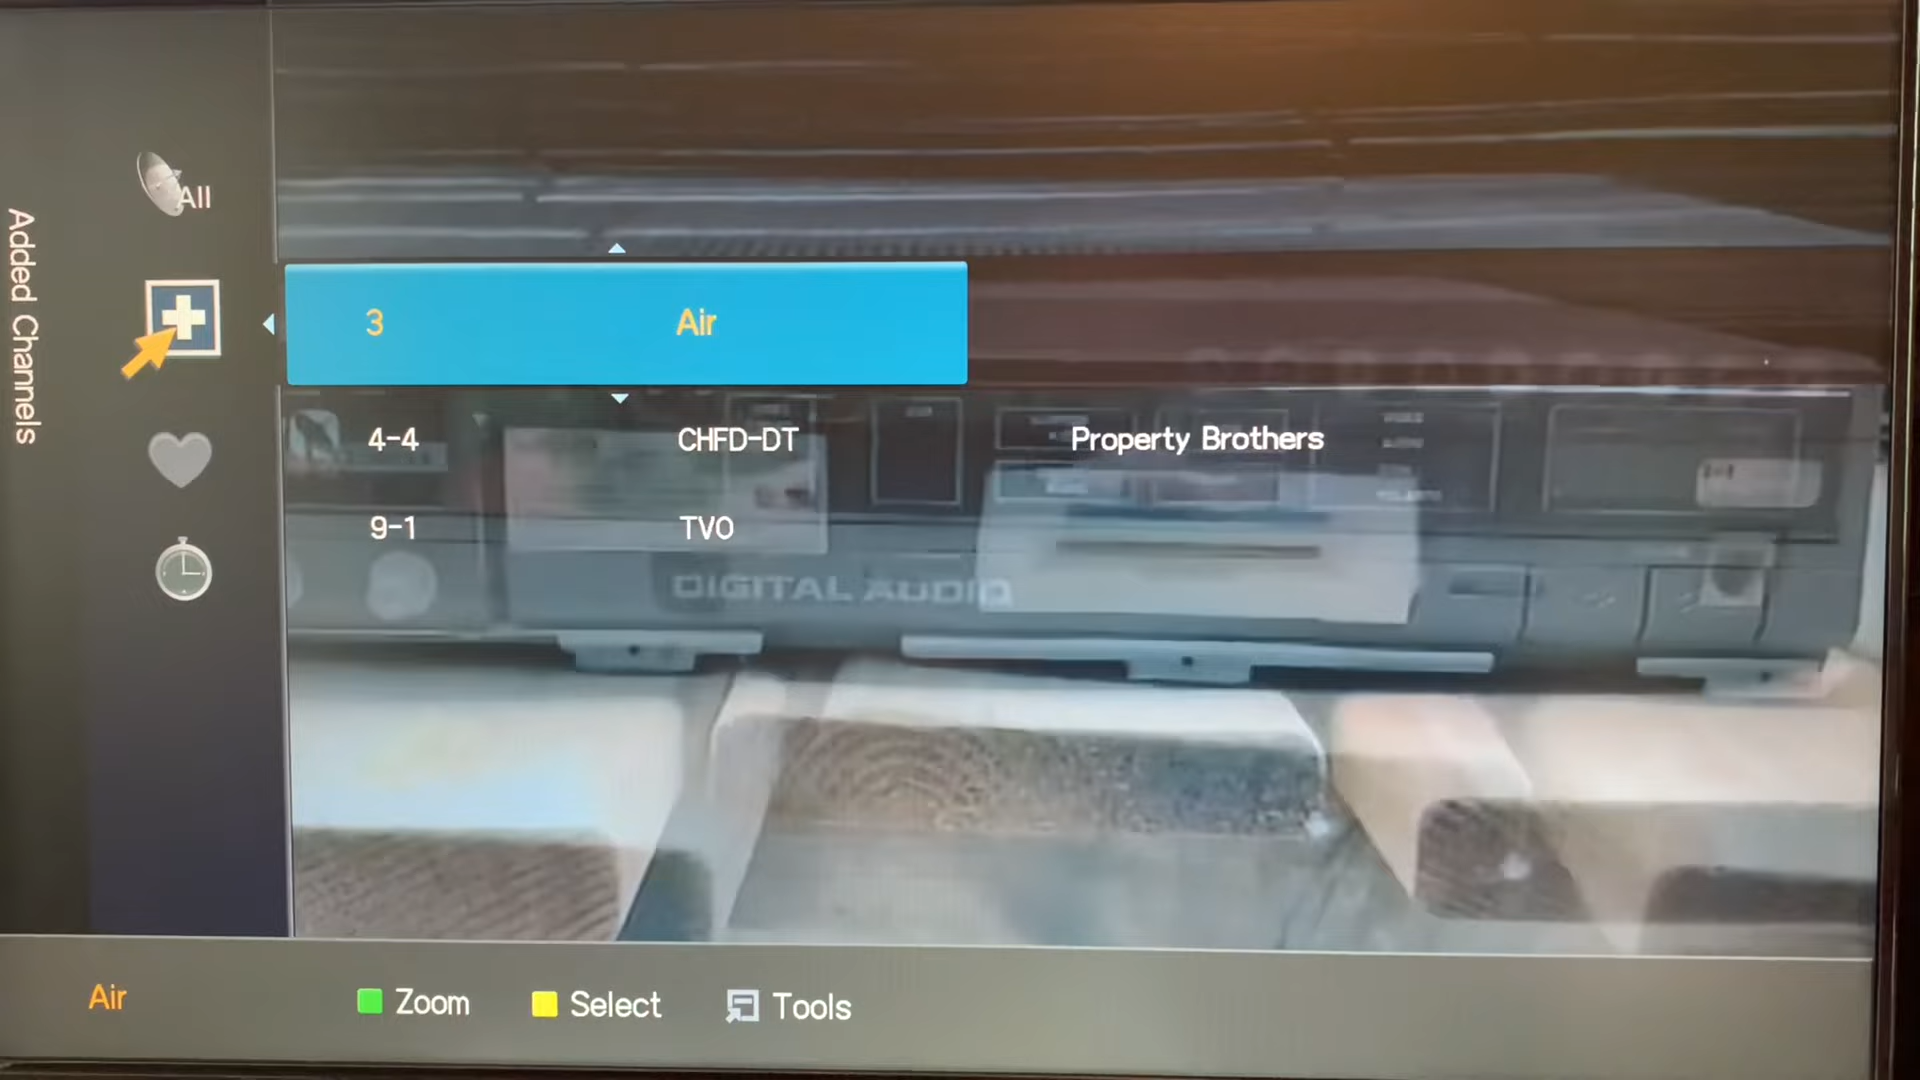 Added Channels
All
3 Air
4-4 CHFD-DT Property Brothers
9-1 TVO
DIGITAL AUDIO
Air Zoom Select Tools